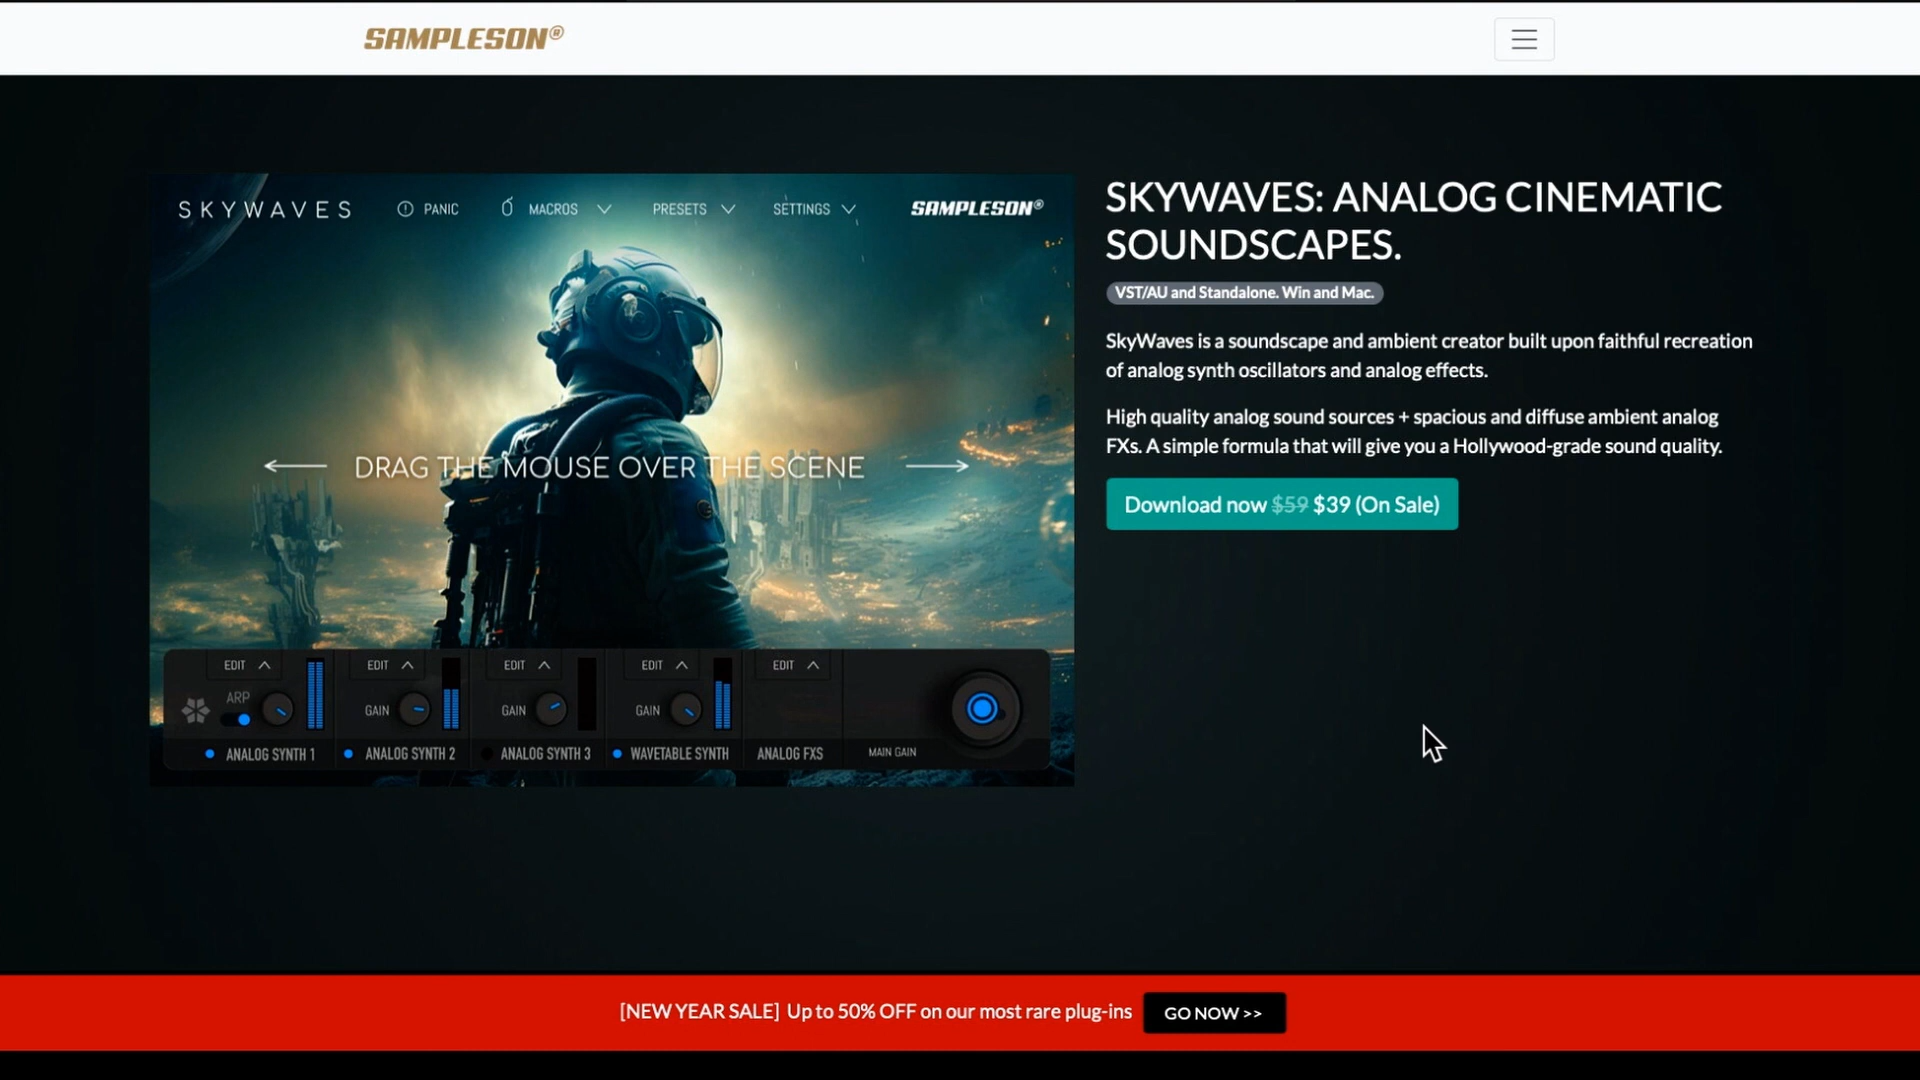 SAMPLESON®
SKYWAVES
PANIC
MACROS
PRESETS
SETTINGS
SAMPLESON®
DRAG THE MOUSE OVER THE SCENE
EDIT
EDIT
EDIT
EDIT
EDIT
ARP
GAIN
GAIN
GAIN
ANALOG SYNTH 1
ANALOG SYNTH 2
ANALOG SYNTH 3
WAVETABLE SYNTH
ANALOG FXS
MAIN GAIN
SKYWAVES: ANALOG CINEMATIC
SOUNDSCAPES.
VST/AU and Standalone. Win and Mac.
SkyWaves is a soundscape and ambient creator built upon faithful recreation
of analog synth oscillators and analog effects.
High quality analog sound sources + spacious and diffuse ambient analog
FXs. A simple formula that will give you a Hollywood-grade sound quality.
Download now $59 $39 (On Sale)
[NEW YEAR SALE] Up to 50% OFF on our most rare plug-ins
GO NOW >>